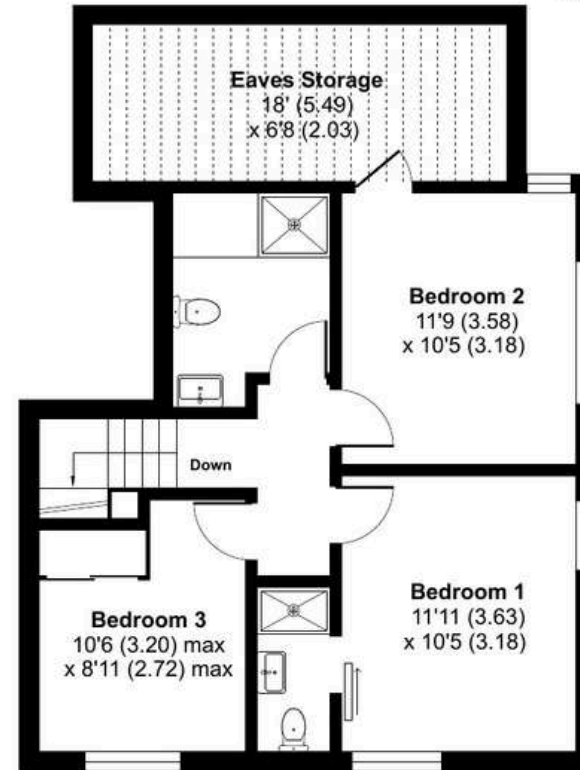 Eaves Storage
18' (5.49)
x 6'8 (2.03)
Bedroom 2
11'9 (3.58)
x 10'5 (3.18)
Down
Bedroom 3
10'6 (3.20) max
x 8'11 (2.72) max
Bedroom 1
11'11 (3.63)
x 10'5 (3.18)